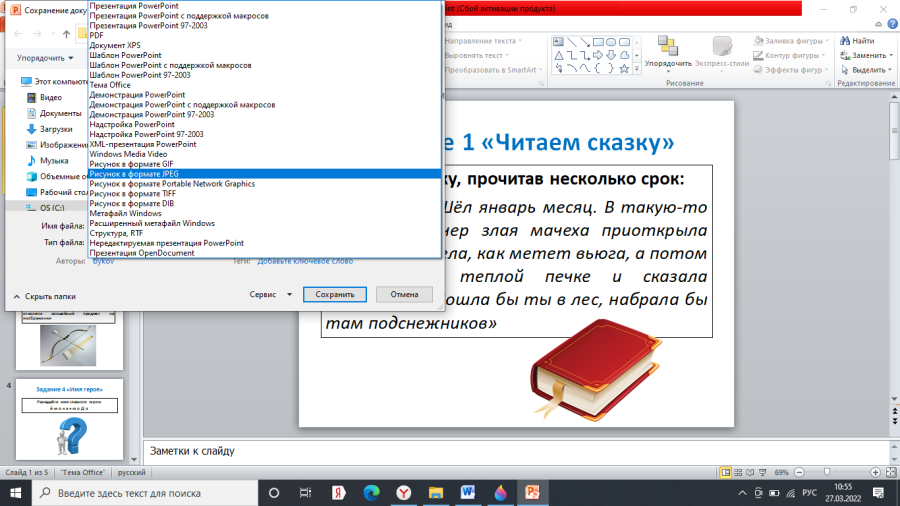 Сохранение доку
Презентация PowerPoint
Презентация PowerPoint с поддержкой макросов
Презентация PowerPoint 97-2003
PDF
Документ XPS
Шаблон PowerPoint
Шаблон PowerPoint с поддержкой макросов
Шаблон PowerPoint 97-2003
Тема Office
Демонстрация PowerPoint
Демонстрация PowerPoint с поддержкой макросов
Демонстрация PowerPoint 97-2003
Надстройка PowerPoint
Надстройка PowerPoint 97-2003
XML-презентация PowerPoint
Windows Media Video
Рисунок в формате GIF
Рисунок в формате JPEG
Рисунок в формате Portable Network Graphics
Рисунок в формате TIFF
Рисунок в формате DIB
Метафайл Windows
Расширенный метафайл Windows
Структура, RTF
Нередактируемая презентация PowerPoint
Презентация OpenDocument
Упорядочить
Этот компьют
Видео
Документы
Загрузки
Изображени
Музыка
Объемные о
Рабочий стол
OS (C:)
Имя файла:
Тип файла:
Авторы: Bykov
Теги: Добавьте ключевое слово
Скрыть папки
Сервис
Сохранить
Отмена
int (Сбой активации продукта)
Направление текста
Выровнять текст
Преобразовать в SmartArt
Упорядочить
Экспресс-стили
Заливка фигуры
Контур фигуры
Эффекты фигур
Рисование
Найти
Заменить
Выделить
Редактирование
е 1 «Читаем сказку»
ку, прочитав несколько срок:
Шёл январь месяц. В такую-то
чер злая мачеха приоткрыла
ела, как метет вьюга, а потом
теплой печке и сказала
ошла бы ты в лес, набрала бы
там подснежников»
изображении
4
Задание 4 «Имя героя»
Заметки к слайду
Слайд 1 из 5
"Тема Office"
русский
69%
Введите здесь текст для поиска
РУС
10:55
27.03.2022